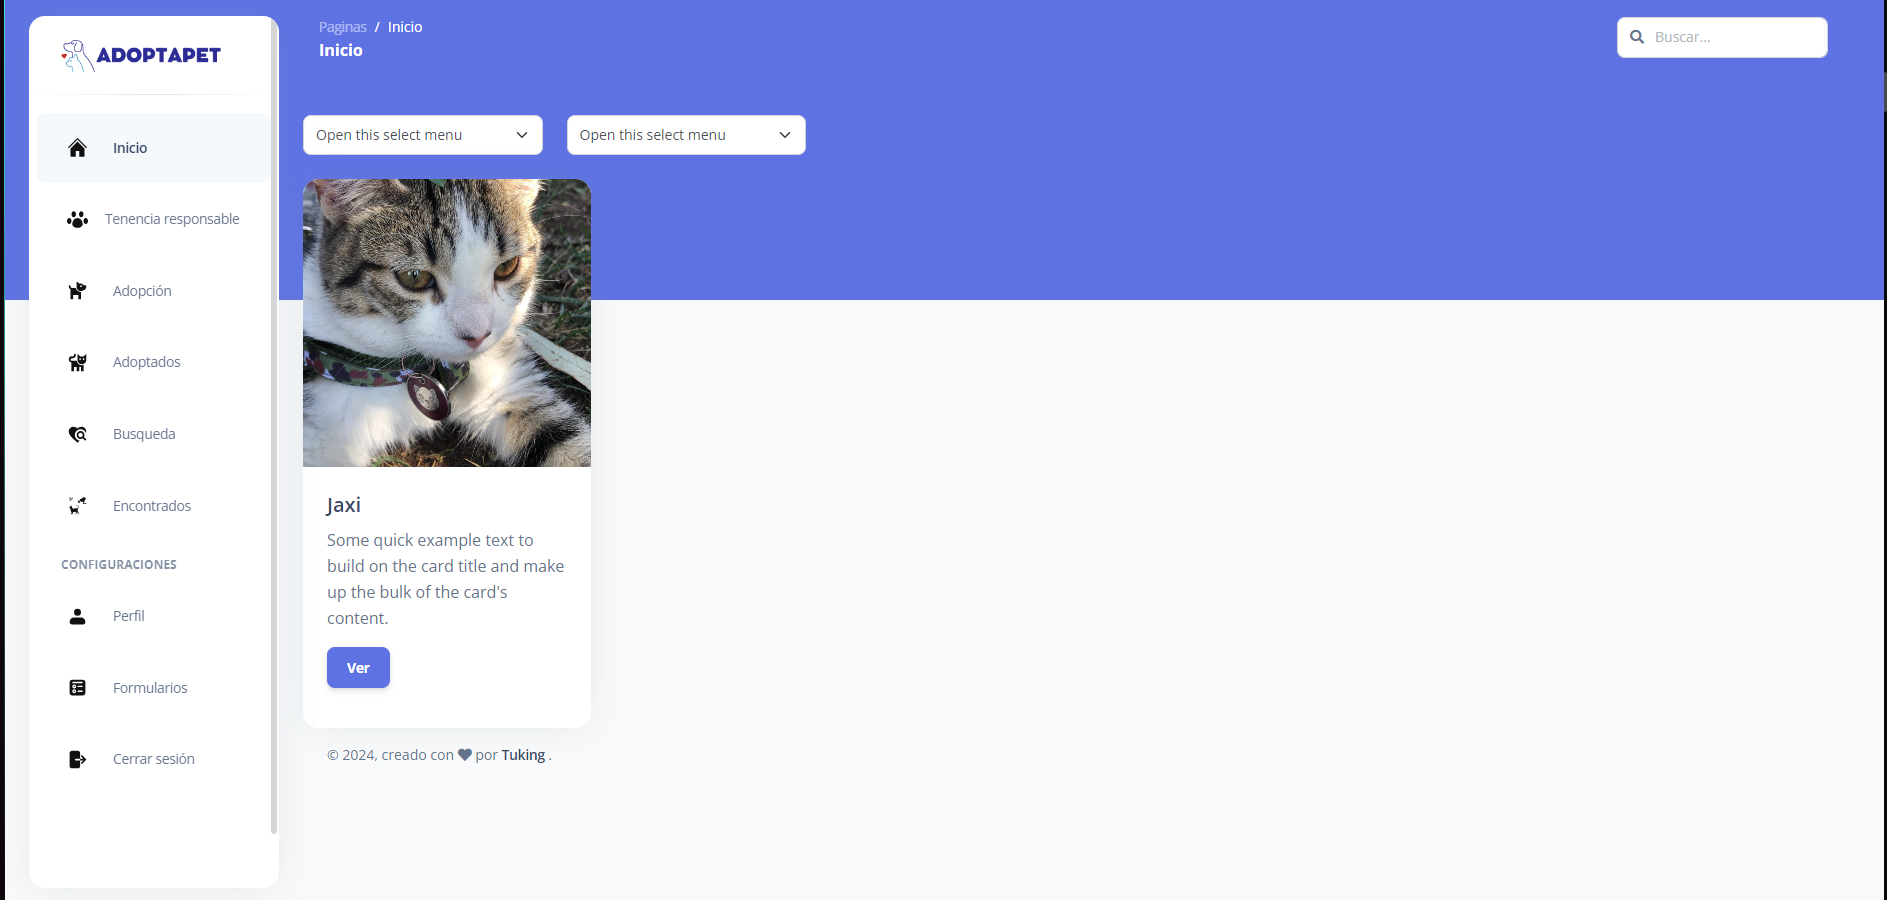 ADOPTAPET
Inicio
Tenencia responsable
Adopción
Adoptados
Busqueda
Encontrados
CONFIGURACIONES
Perfil
Formularios
Cerrar sesión
Paginas / Inicio
Inicio
Buscar...
Open this select menu
Open this select menu
Jaxi
Some quick example text to
build on the card title and make
up the bulk of the card's
content.
Ver
© 2024, creado con por Tuking .